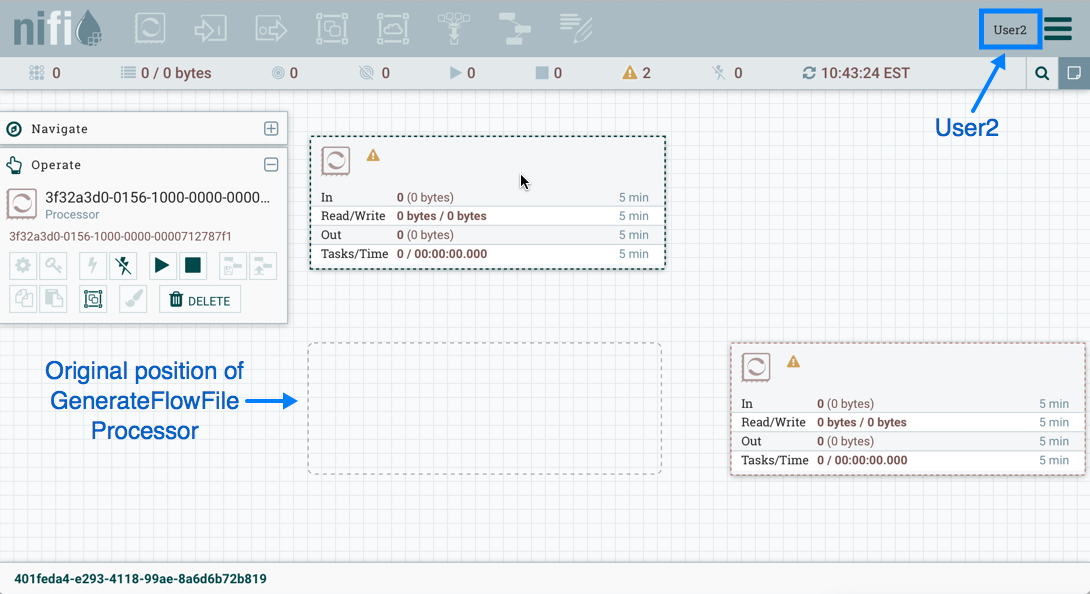 nifi
User2
0
0 / 0 bytes
0
0
0
0
2
0
10:43:24 EST
User2
Navigate
Operate
3f32a3d0-0156-1000-0000-0000...
Processor
3f32a3d0-0156-1000-0000-0000712787f1
DELETE
In 0 (0 bytes) 5 min
Read/Write 0 bytes / 0 bytes 5 min
Out 0 (0 bytes) 5 min
Tasks/Time 0 / 00:00:00.000 5 min
Original position of
GenerateFlowFile
Processor
In 0 (0 bytes) 5 min
Read/Write 0 bytes / 0 bytes 5 min
Out 0 (0 bytes) 5 min
Tasks/Time 0 / 00:00:00.000 5 min
401feda4-e293-4118-99ae-8a6d6b72b819